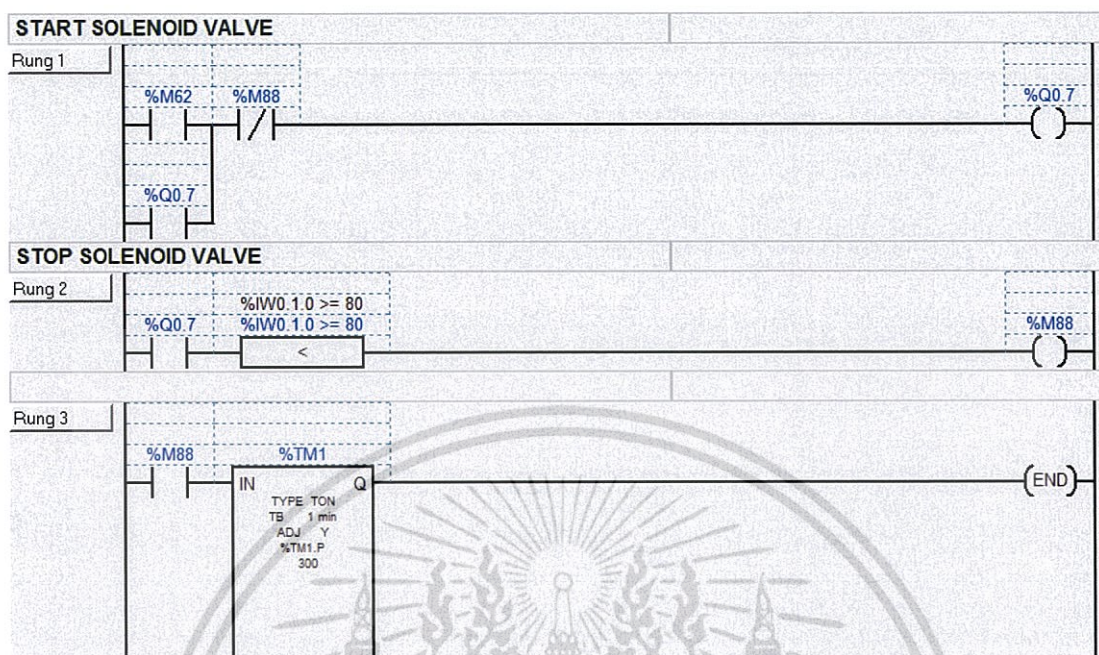 START SOLENOID VALVE
Rung 1
%M62 %M88 %Q0.7
%Q0.7
STOP SOLENOID VALVE
Rung 2
%IW0.1.0 >= 80
%Q0.7 %IW0.1.0 >= 80 %M88
<
Rung 3
%M88 %TM1
IN Q (END)
TYPE TON
TB 1 min
ADJ Y
%TM1.P
300